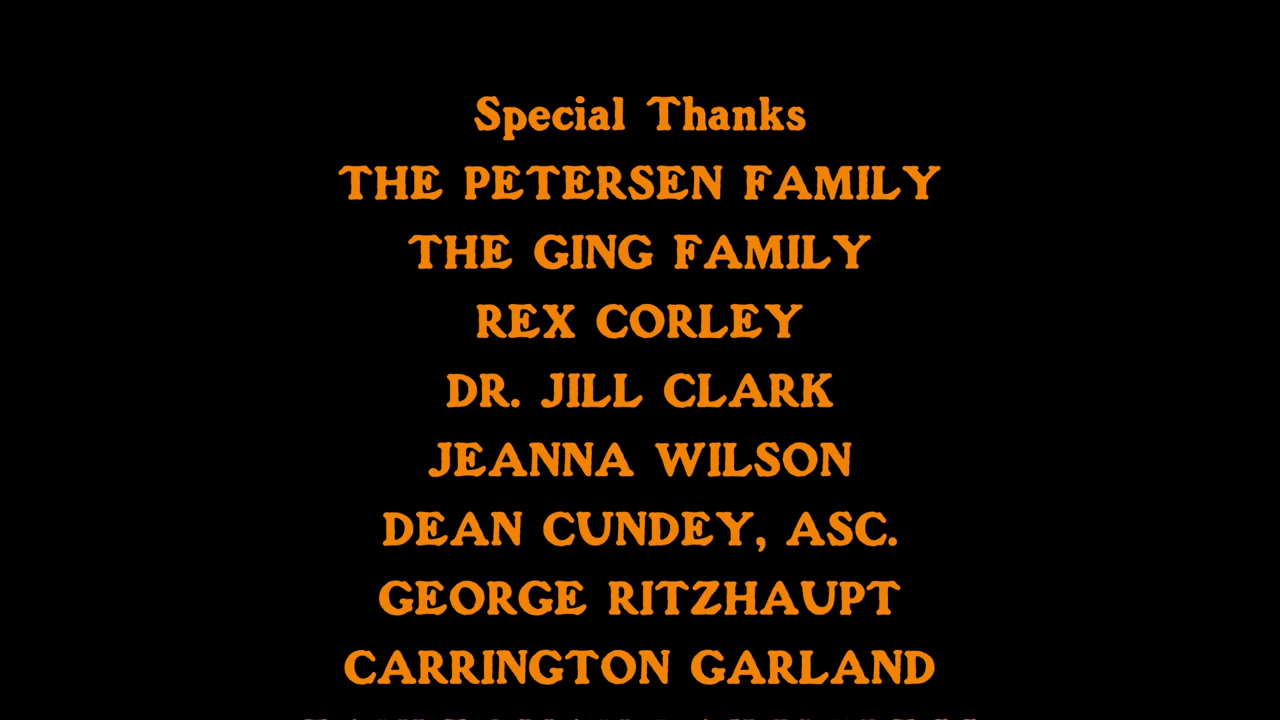 Special Thanks
THE PETERSEN FAMILY
THE GING FAMILY
REX CORLEY
DR. JILL CLARK
JEANNA WILSON
DEAN CUNDEY, ASC.
GEORGE RITZHAUPT
CARRINGTON GARLAND